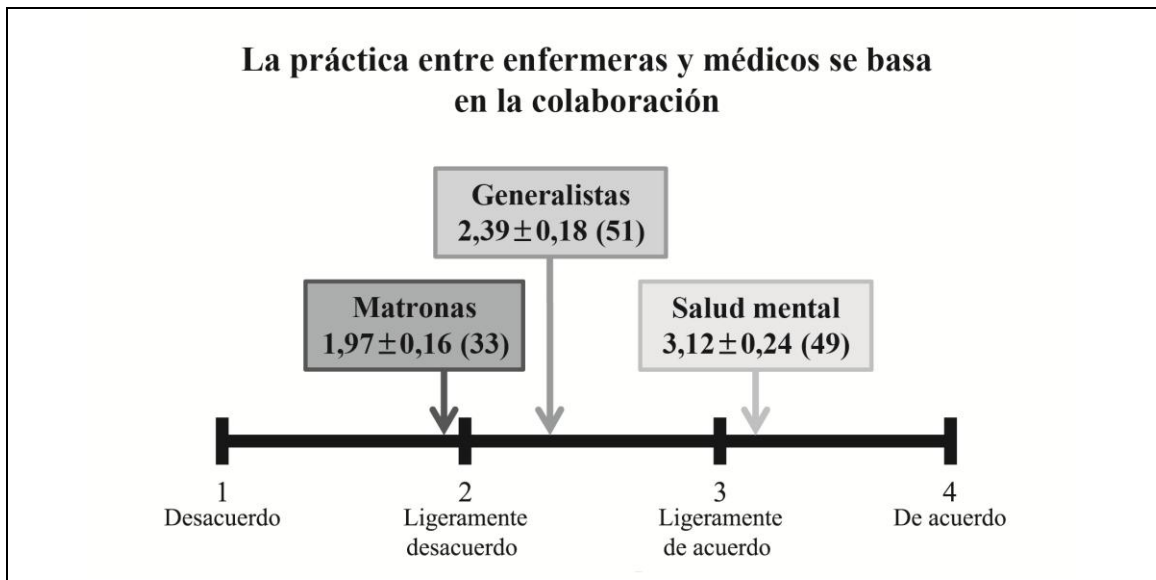 La práctica entre enfermeras y médicos se basa
en la colaboración
Generalistas
2,39±0,18 (51)
Matronas
1,97±0,16 (33)
Salud mental
3,12±0,24 (49)
1
2
3
4
Desacuerdo
Ligeramente
desacuerdo
Ligeramente
de acuerdo
De acuerdo